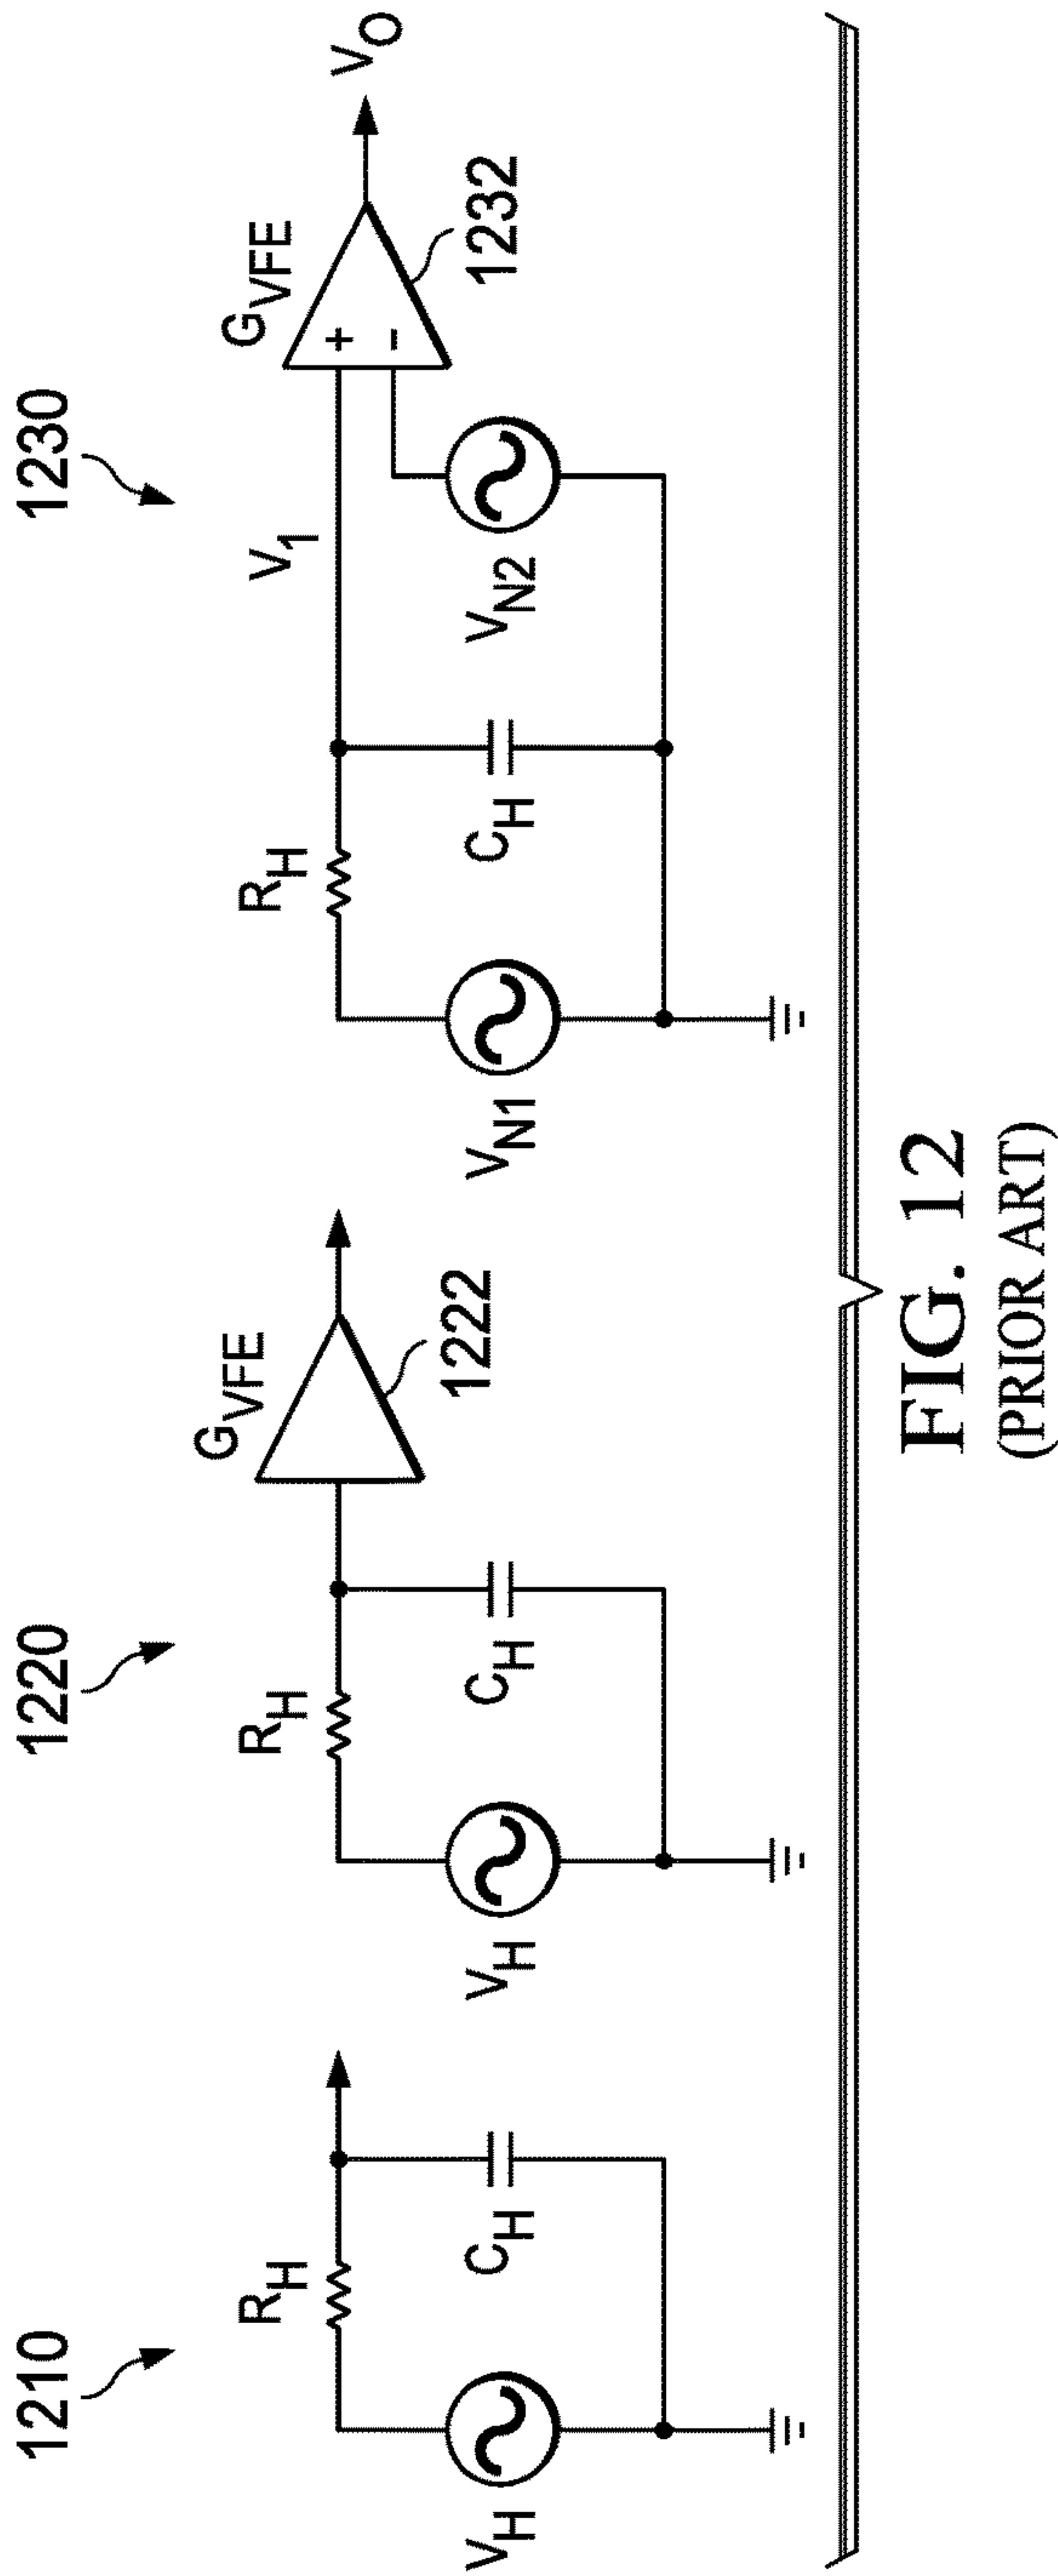 1210
R_H
V_H
C_H
1220
G_VFE
R_H
1222
V_H
C_H
1230
V_1
G_VFE
R_H
+
-
V_O
1232
V_N1
C_H
V_N2
FIG. 12
(PRIOR ART)